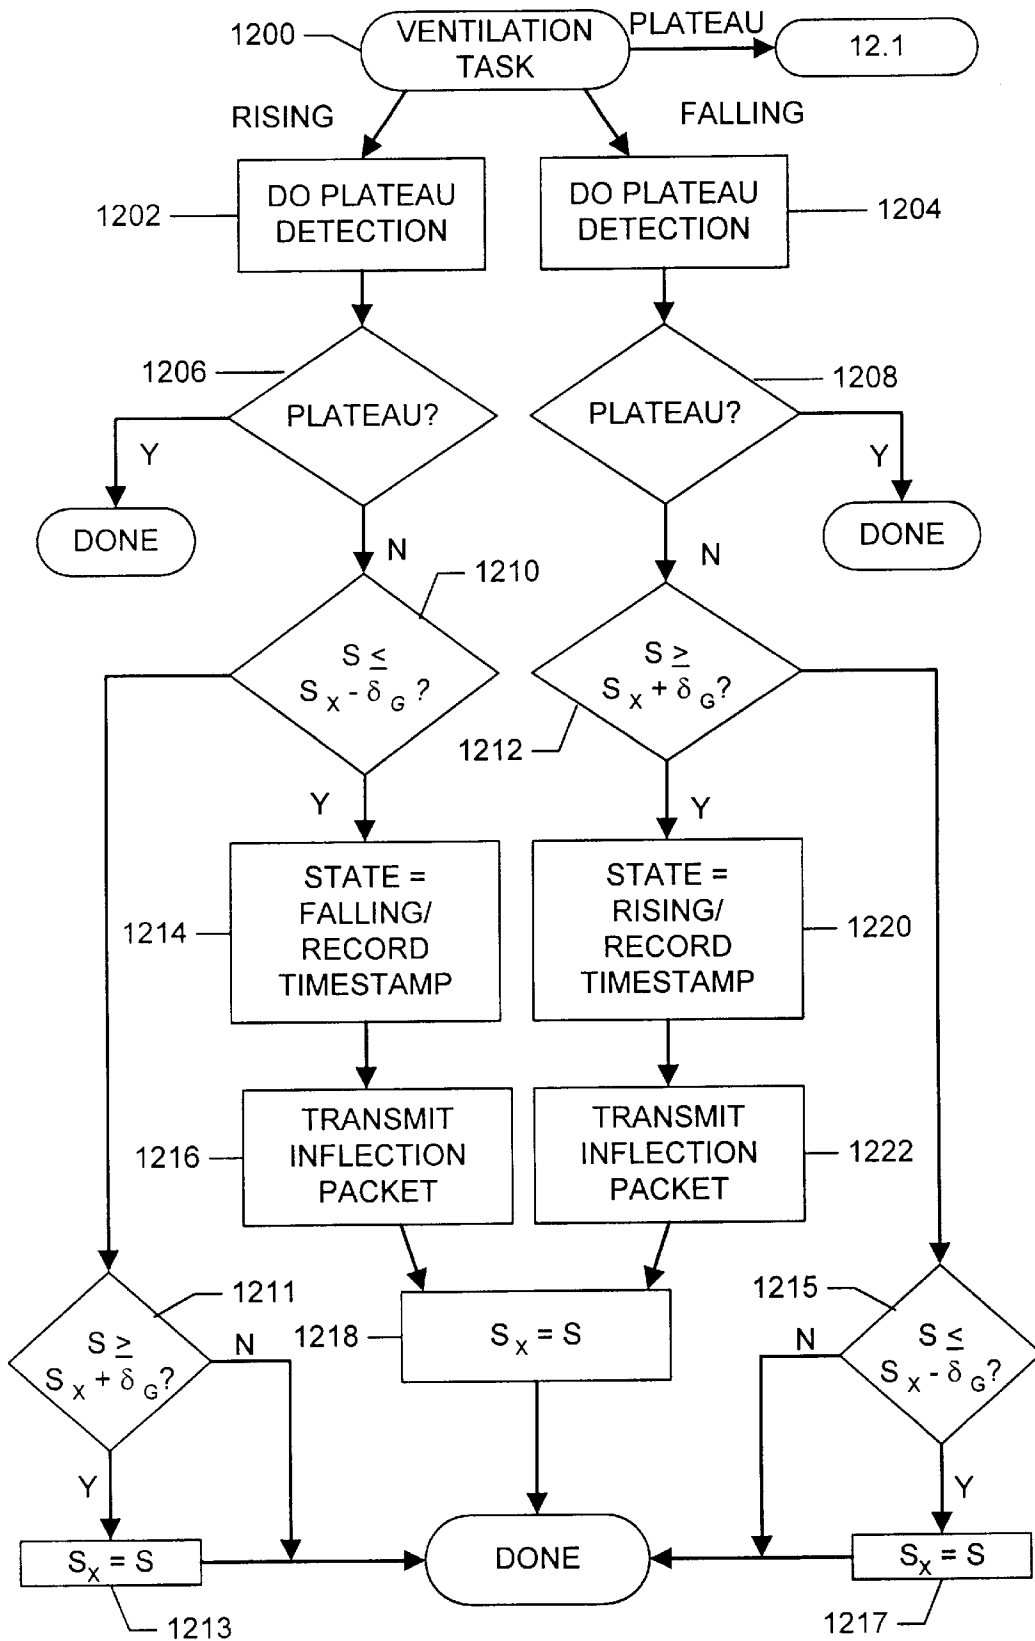 1200
VENTILATION
TASK
PLATEAU
12.1
RISING
FALLING
1202
DO PLATEAU
DETECTION
DO PLATEAU
DETECTION
1204
1206
PLATEAU?
1208
PLATEAU?
Y
Y
DONE
DONE
N
N
1210
S ≤
S X - δ G ?
S ≥
S X + δ G?
1212
Y
Y
1214
STATE =
FALLING/
RECORD
TIMESTAMP
STATE =
RISING/
RECORD
TIMESTAMP
1220
1216
TRANSMIT
INFLECTION
PACKET
TRANSMIT
INFLECTION
PACKET
1222
1211
S ≥
S X + δ G?
N
1218
S X = S
1215
S ≤
S X - δ G?
N
Y
Y
S X = S
DONE
S X = S
1213
1217